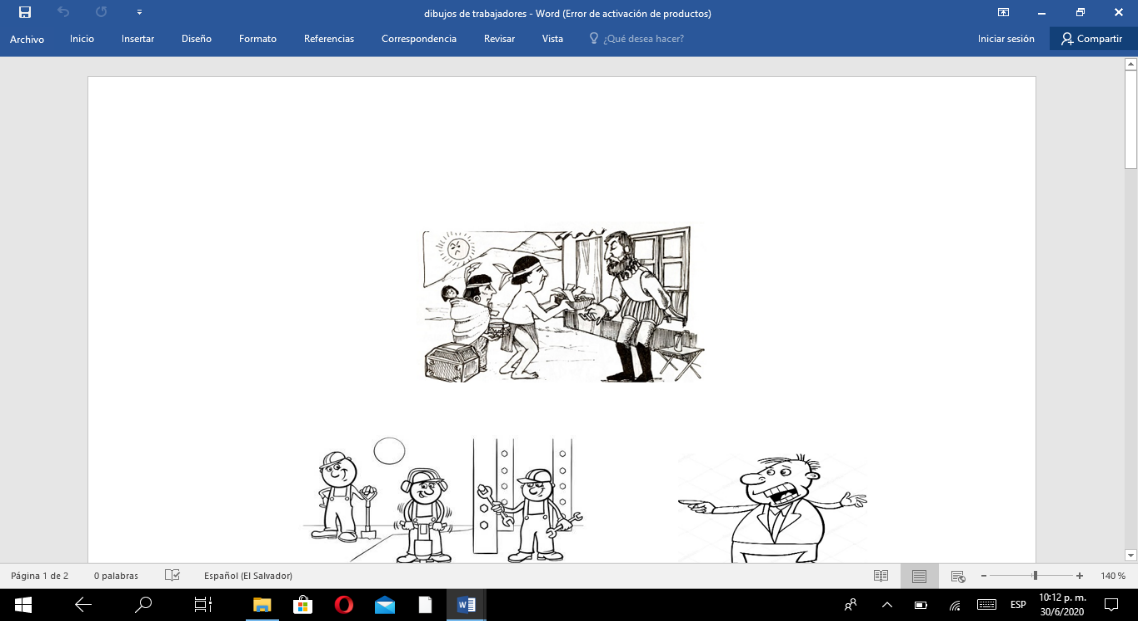 dibujos de trabajadores - Word (Error de activación de productos)
Archivo Inicio Insertar Diseño Formato Referencias Correspondencia Revisar Vista ¿Qué desea hacer? Iniciar sesión Compartir
Página 1 de 2 0 palabras Español (El Salvador) 140 %
ESP 10:12 p. m.
30/6/2020